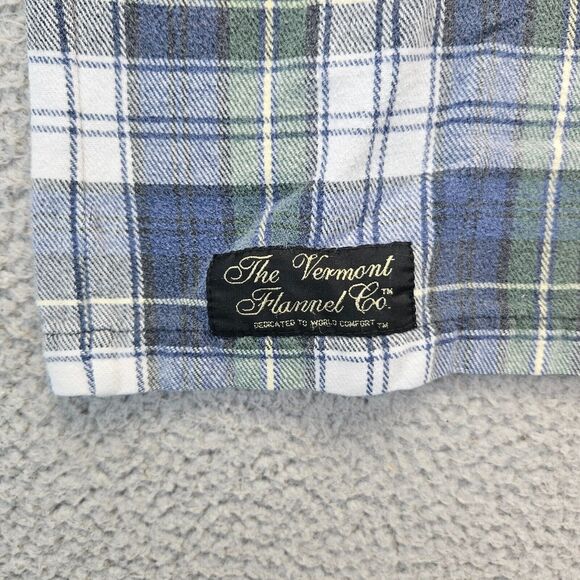 The Vermont
Flannel Co.™
DEDICATED TO WORLD COMFORT ™